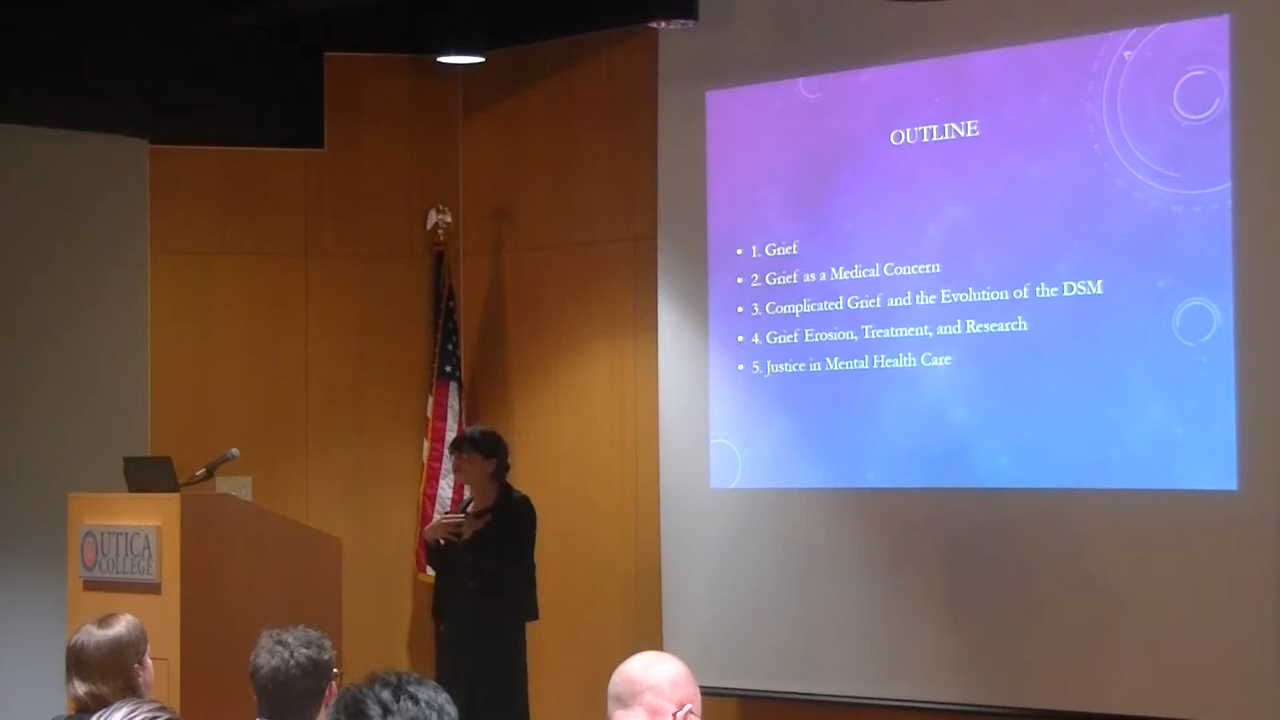 OUTLINE
• 1. Grief
• 2. Grief as a Medical Concern
• 3. Complicated Grief and the Evolution of the DSM
• 4. Grief Erosion, Treatment, and Research
• 5. Justice in Mental Health Care
UTICA
COLLEGE